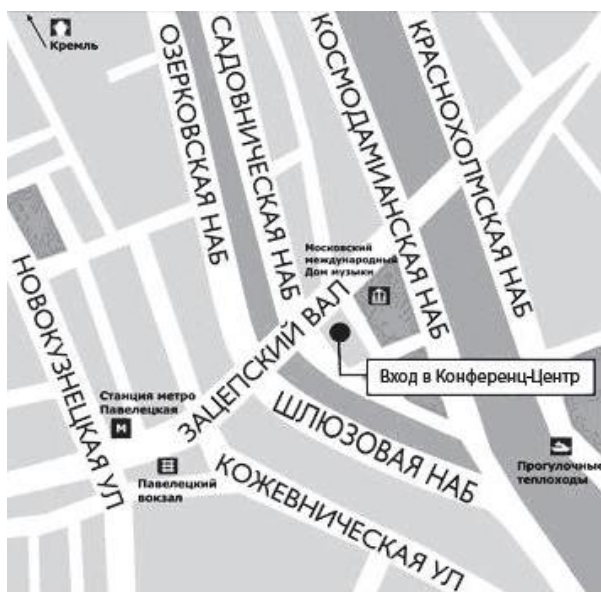 Кремль
ОЗЕРКОВСКАЯ НАБ
САДОВНИЧЕСКАЯ НАБ
КОСМОДАМИАНСКАЯ НАБ
КРАСНОХОЛМСКАЯ НАБ
Московский
международный
Дом музыки
НОВОКУЗНЕЦКАЯ УЛ
ЗАЦЕПСКИЙ ВАЛ
Вход в Конференц-Центр
Станция метро
Павелецкая
М
ШЛЮЗОВАЯ НАБ
Павелецкий
вокзал
КОЖЕВНИЧЕСКАЯ УЛ
Прогулочные
теплоходы